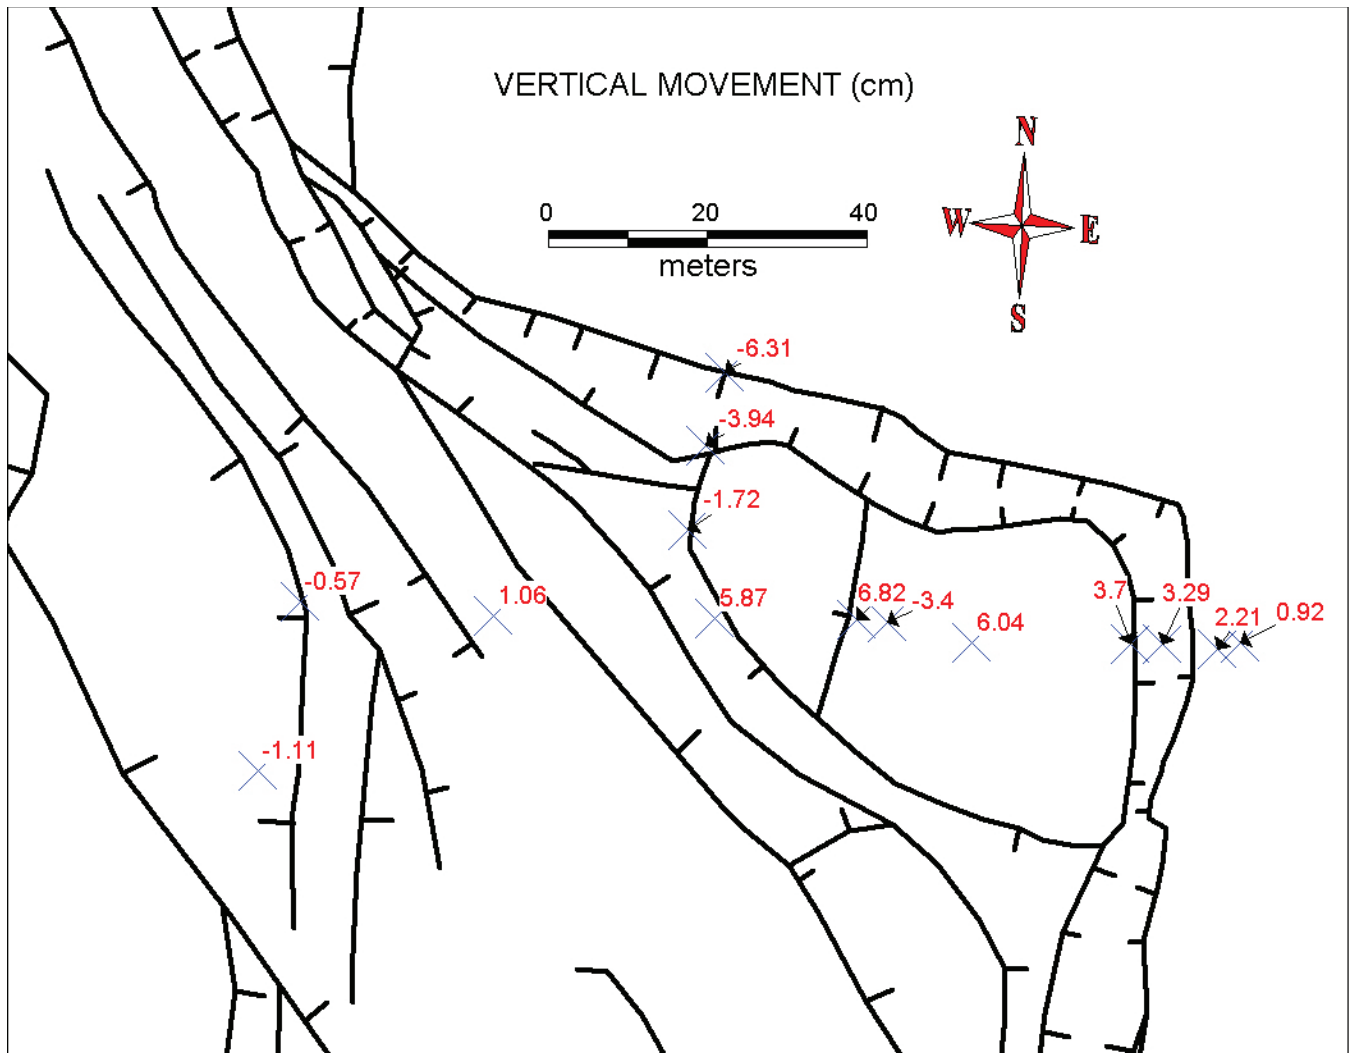 VERTICAL MOVEMENT (cm)
N
0 20 40
W E
meters
S
-6.31
-3.94
-1.72
-0.57 1.06 5.87 6.82 -3.4 6.04 3.7 3.29 2.21 0.92
-1.11